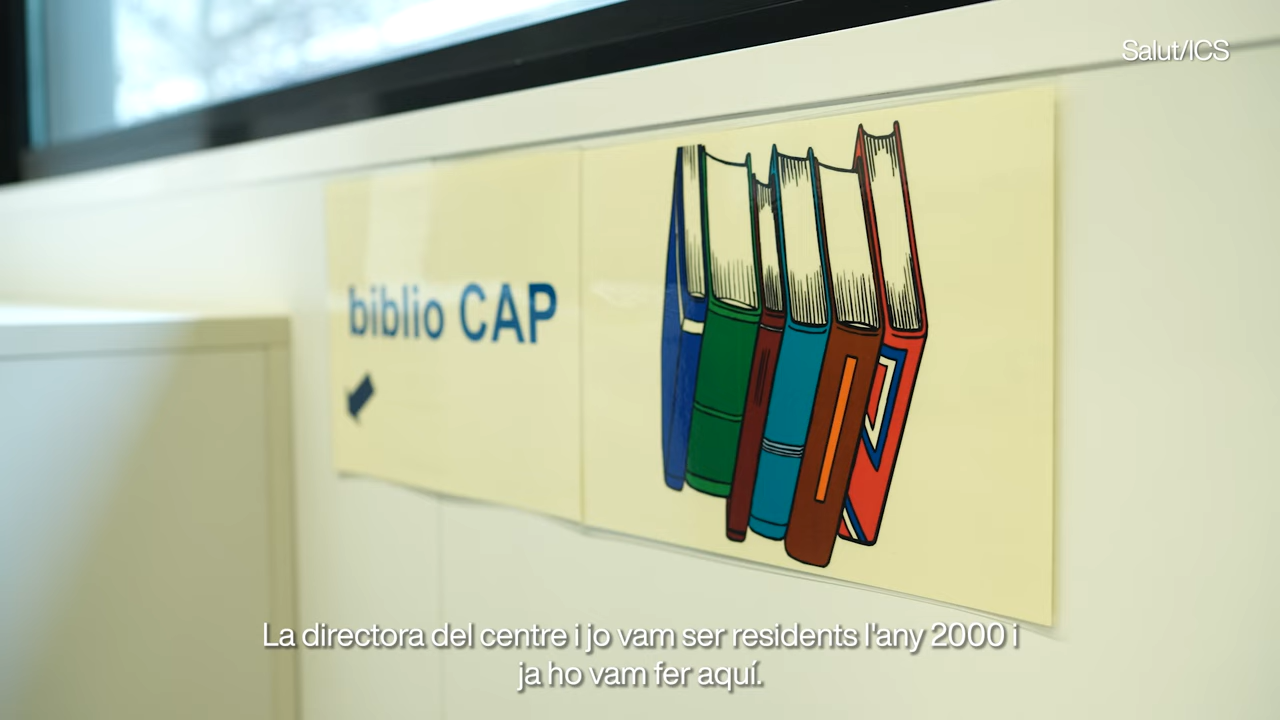 Salut/ICS
biblio CAP
La directora del centre i jo vam ser residents l'any 2000 i
ja ho vam fer aquí.